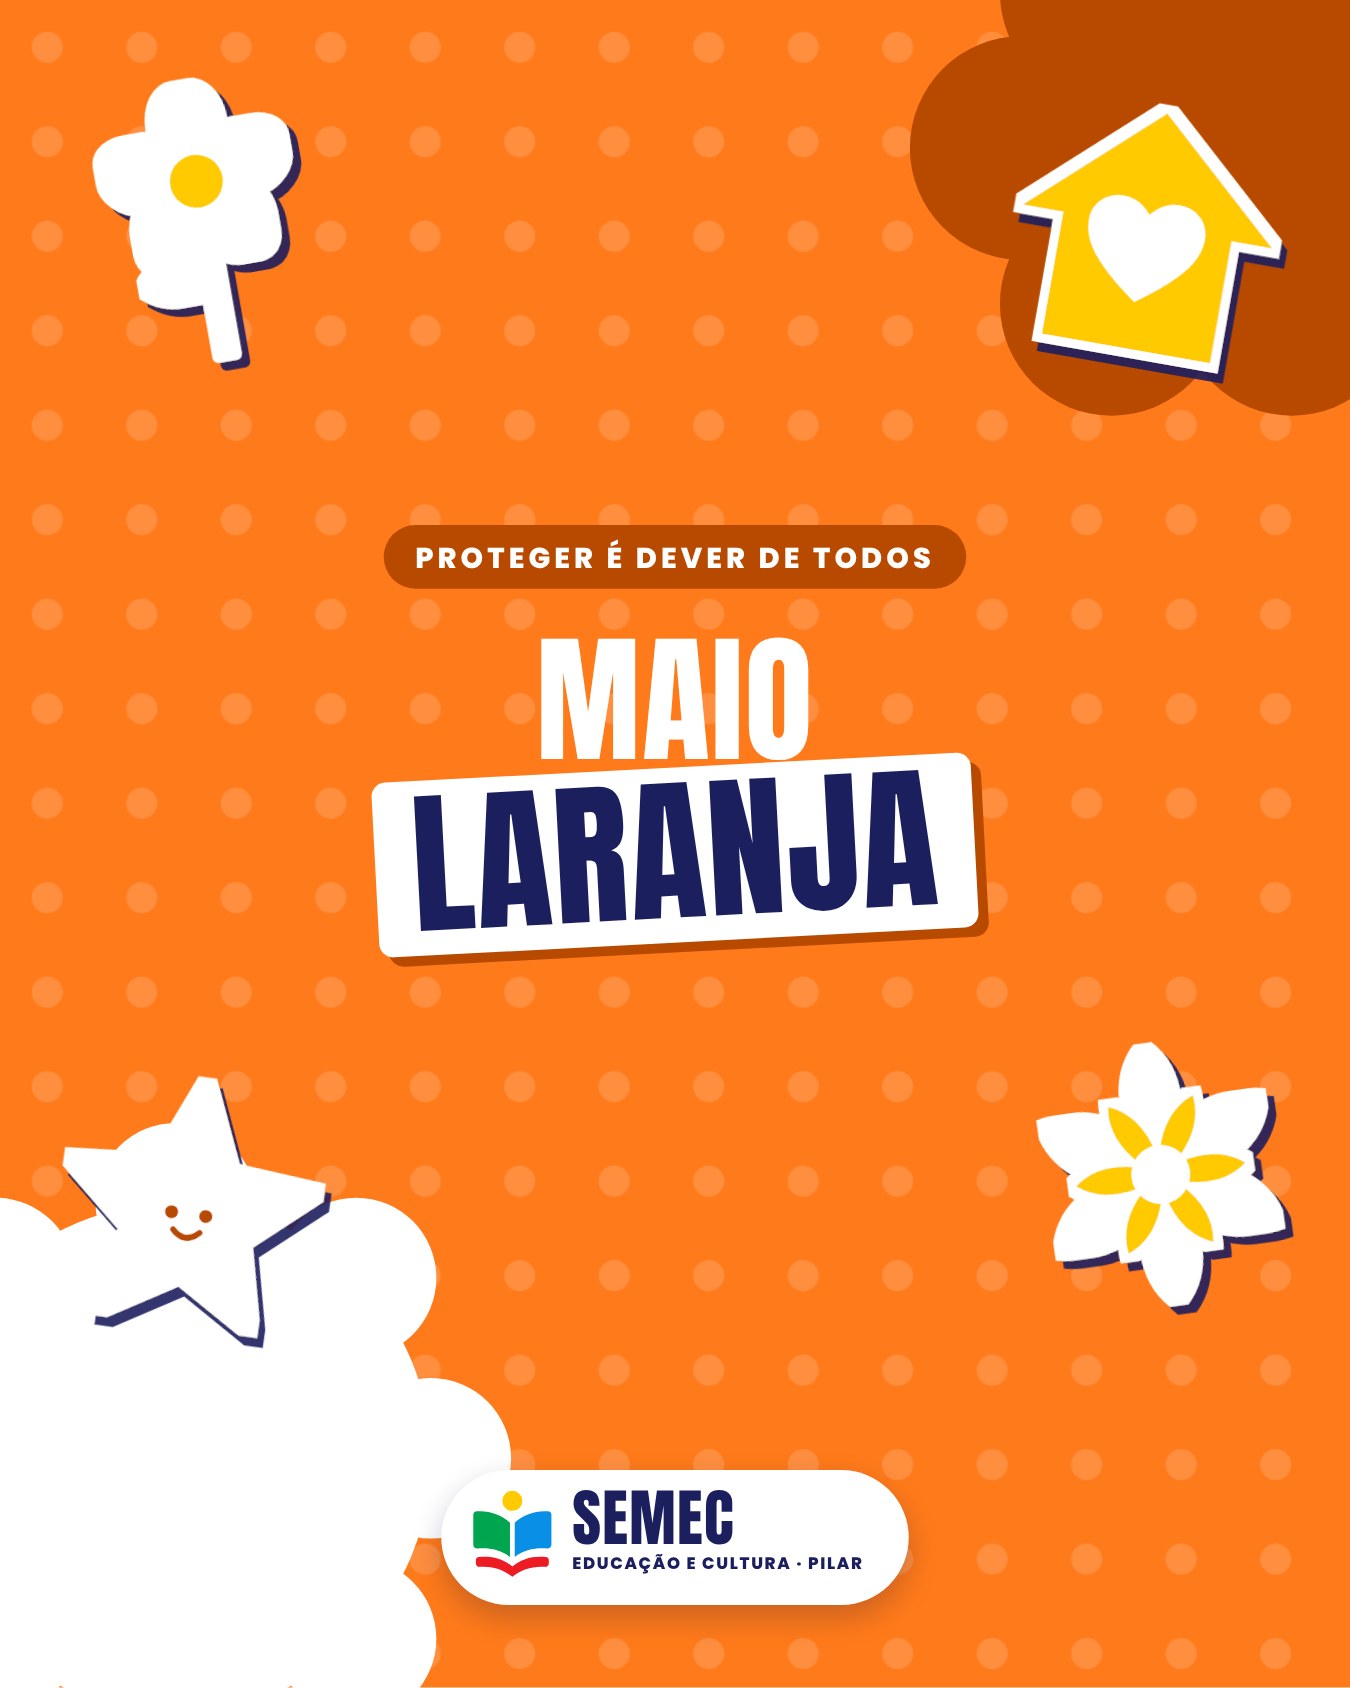 PROTEGER É DEVER DE TODOS
MAIO
LARANJA
SEMEC
EDUCAÇÃO E CULTURA · PILAR